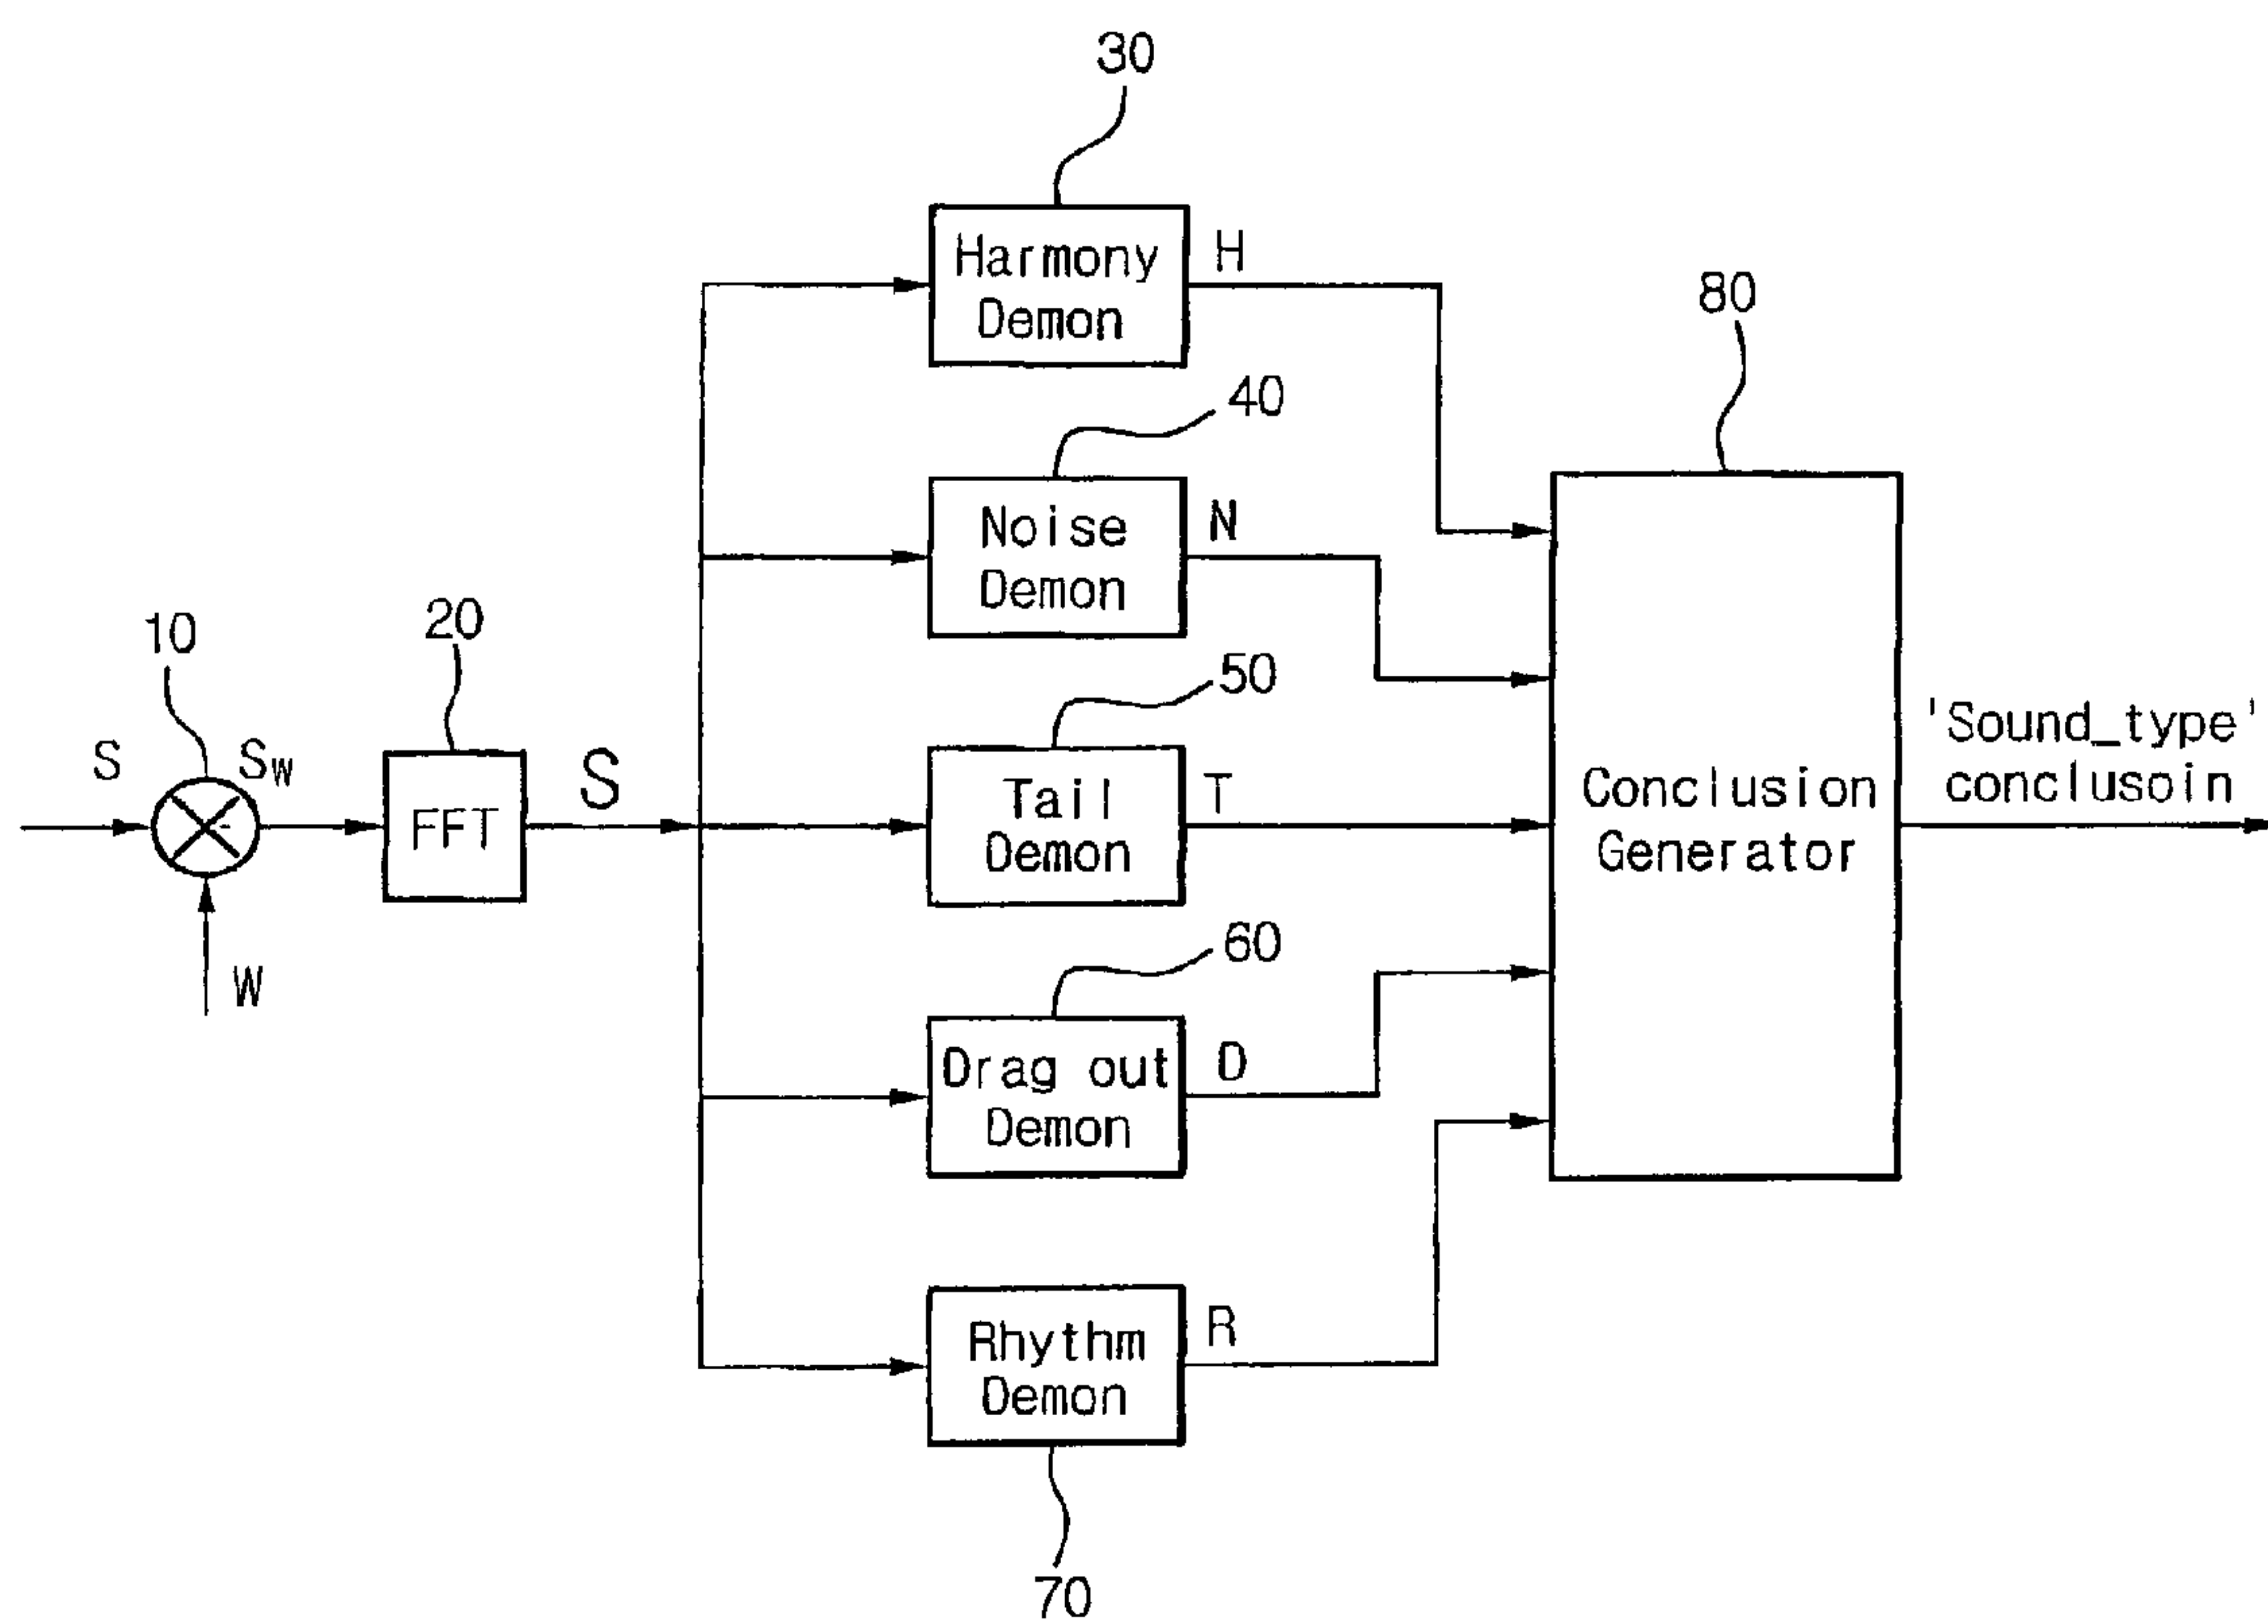 30
Harmony
Demon
H
80
40
Noise
Demon
N
10
20
50
S
Sw
FFT
S
Tail
Demon
T
Conclusion
Generator
'Sound_type'
conclusoin
W
60
Drag out
Demon
D
Rhythm
Demon
R
70